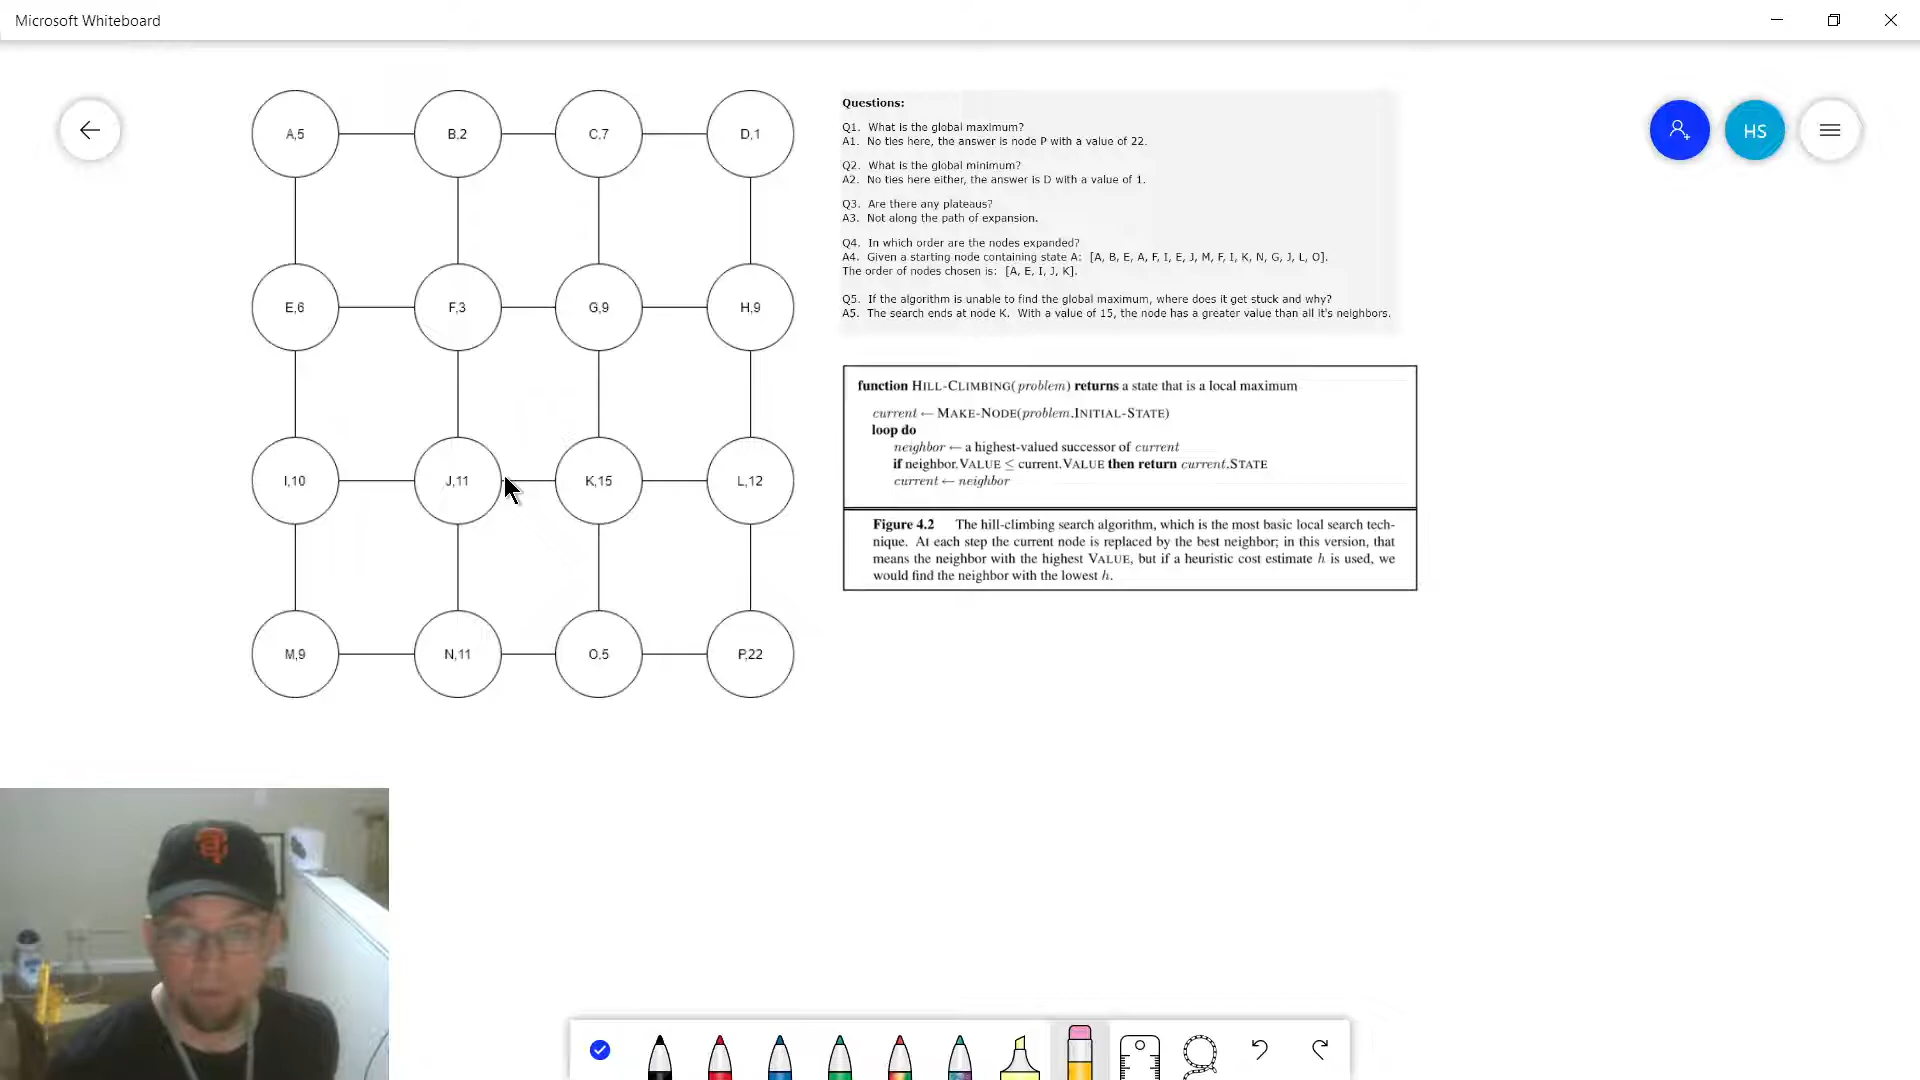 Microsoft Whiteboard
A,5
B,2
C,7
D,1
E,6
F,3
G,9
H,9
I,10
J,11
K,15
L,12
M,9
N,11
O,5
P,22
Questions:
Q1. What is the global maximum?
A1. No ties here, the answer is node P with a value of 22.
Q2. What is the global minimum?
A2. No ties here either, the answer is D with a value of 1.
Q3. Are there any plateaus?
A3. Not along the path of expansion.
Q4. In which order are the nodes expanded?
A4. Given a starting node containing state A: [A, B, E, A, F, I, E, J, M, F, I, K, N, G, J, L, O].
The order of nodes chosen is: [A, E, I, J, K].
Q5. If the algorithm is unable to find the global maximum, where does it get stuck and why?
A5. The search ends at node K. With a value of 15, the node has a greater value than all it's neighbors.
function HILL-CLIMBING(problem) returns a state that is a local maximum
current ← MAKE-NODE(problem.INITIAL-STATE)
loop do
neighbor ← a highest-valued successor of current
if neighbor.VALUE ≤ current.VALUE then return current.STATE
current ← neighbor
Figure 4.2 The hill-climbing search algorithm, which is the most basic local search tech-
nique. At each step the current node is replaced by the best neighbor; in this version, that
means the neighbor with the highest VALUE, but if a heuristic cost estimate h is used, we
would find the neighbor with the lowest h.
HS